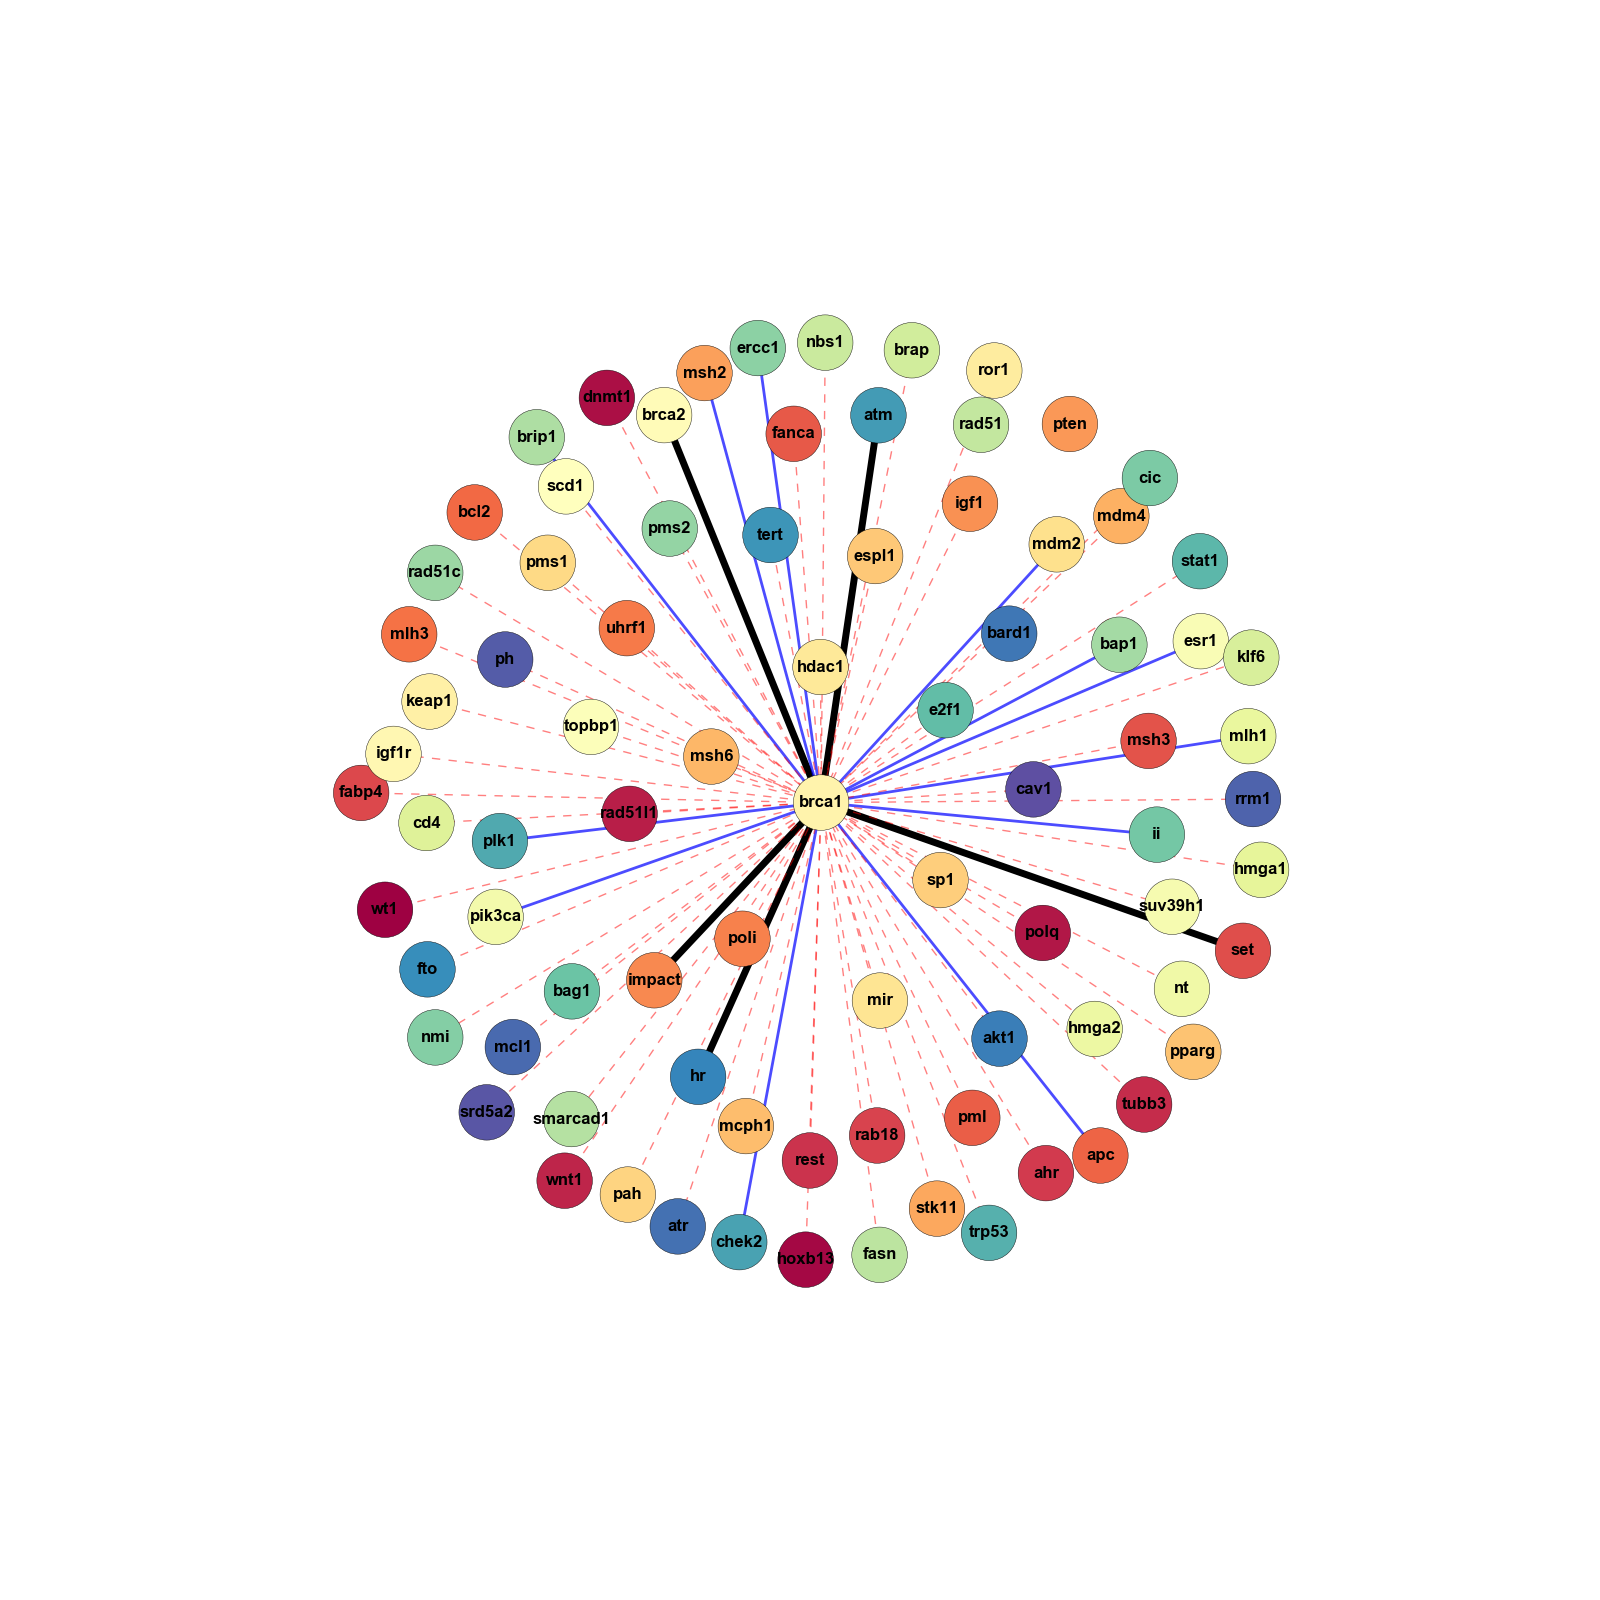 nbs1
ercc1
brap
ror1
msh2
dnmt1
brca2
atm
rad51
pten
fanca
brip1
cic
scd1
igf1
bcl2
mdm4
pms2
tert
mdm2
espl1
stat1
pms1
rad51c
uhrf1
mlh3
bard1
esr1
bap1
klf6
ph
hdac1
keap1
e2f1
topbp1
mlh1
msh3
igf1r
msh6
cav1
fabp4
rrm1
brca1
rad51l1
cd4
ii
plk1
hmga1
sp1
suv39h1
wt1
pik3ca
polq
poli
set
fto
impact
nt
bag1
mir
hmga2
nmi
akt1
mcl1
pparg
hr
tubb3
srd5a2
pml
smarcad1
mcph1
rab18
apc
rest
ahr
wnt1
pah
stk11
atr
trp53
chek2
fasn
hoxb13